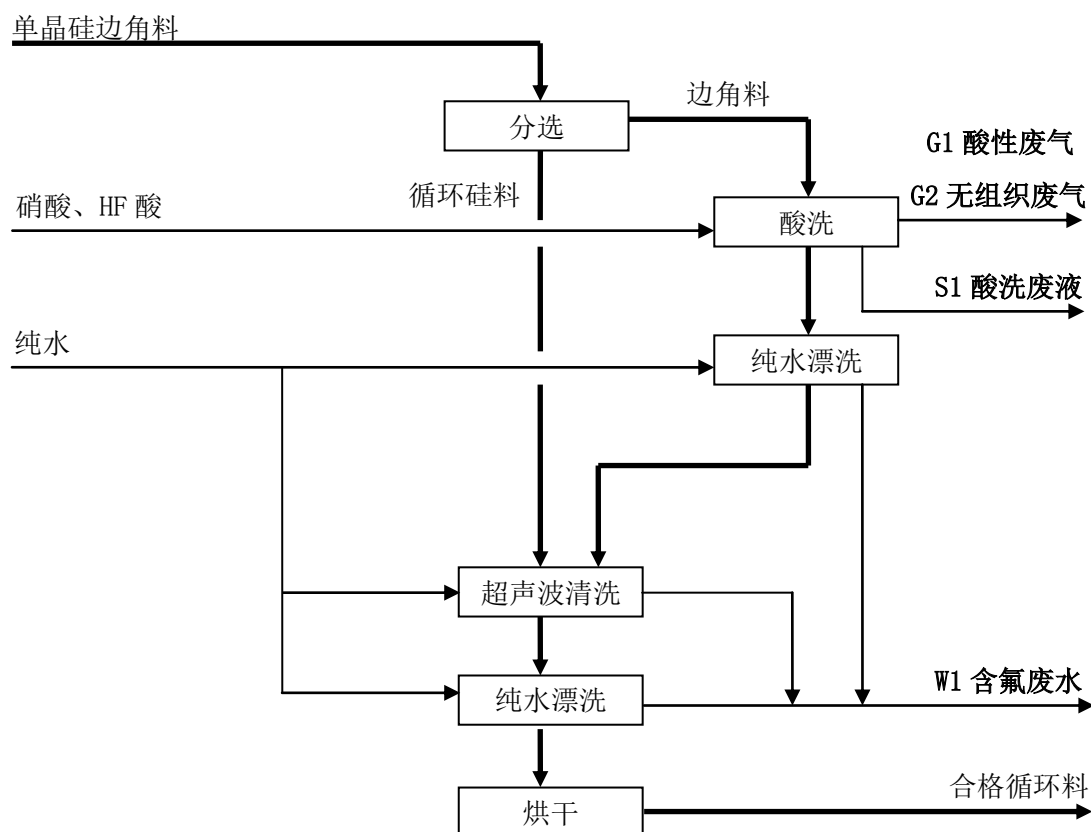 单晶硅边角料
边角料
分选
G1 酸性废气
循环硅料
硝酸、HF 酸
G2 无组织废气
酸洗
S1 酸洗废液
纯水
纯水漂洗
超声波清洗
W1 含氟废水
纯水漂洗
合格循环料
烘干